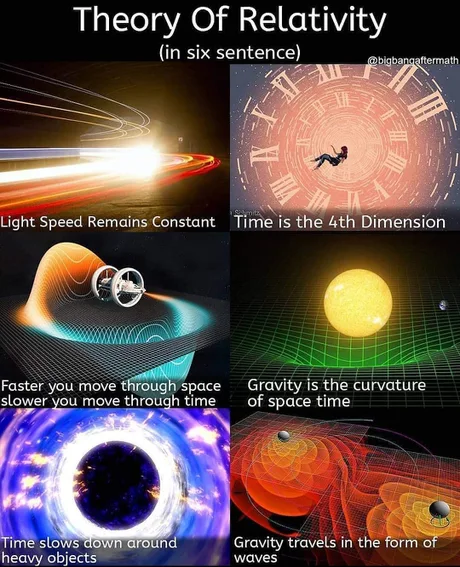 Theory Of Relativity
(in six sentence)
@bigbangaftermath
Light Speed Remains Constant
Time is the 4th Dimension
Faster you move through space
slower you move through time
Gravity is the curvature
of space time
Time slows down around
heavy objects
Gravity travels in the form of
waves